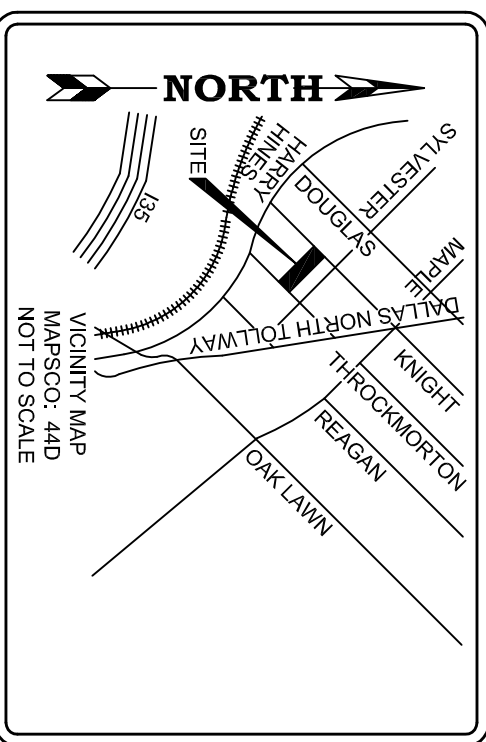 NORTH
SITE
HARRY
HINES
DOUGLAS
SYLVESTER
MAPLE
I35
DALLAS NORTH TOLLWAY
KNIGHT
THROCKMORTON
REAGAN
OAK LAWN
VICINITY MAP
MAPSCO: 44D
NOT TO SCALE